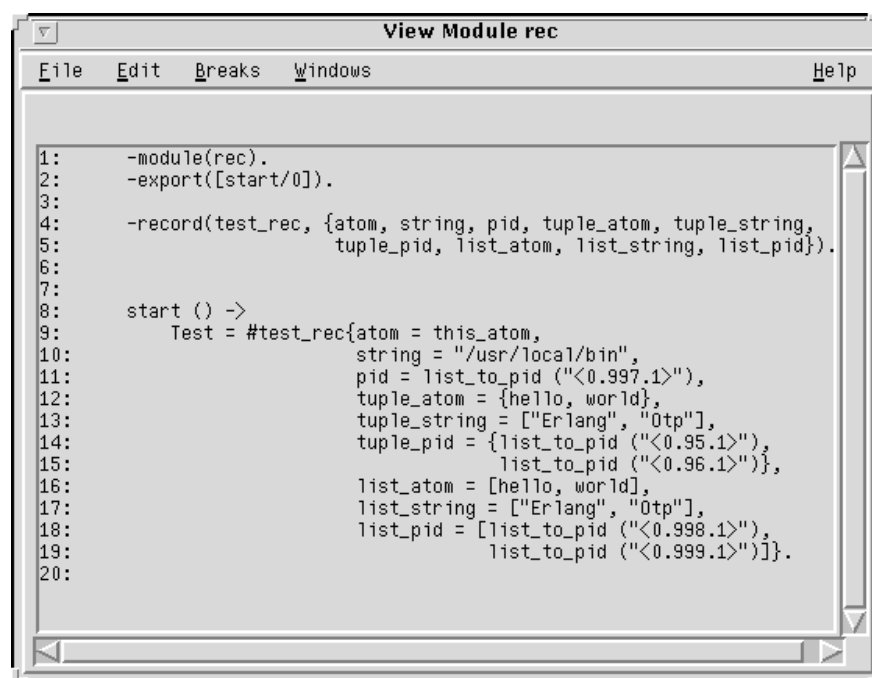 View Module rec
File Edit Breaks Windows Help
1: -module(rec).
2: -export([start/0]).
3:
4: -record(test_rec, {atom, string, pid, tuple_atom, tuple_string,
5: tuple_pid, list_atom, list_string, list_pid}).
6:
7:
8: start () ->
9: Test = #test_rec{atom = this_atom,
10: string = "/usr/local/bin",
11: pid = list_to_pid ("<0.997.1>"),
12: tuple_atom = {hello, world},
13: tuple_string = ["Erlang", "Otp"],
14: tuple_pid = {list_to_pid ("<0.95.1>"),
15: list_to_pid ("<0.96.1>")},
16: list_atom = [hello, world],
17: list_string = ["Erlang", "Otp"],
18: list_pid = [list_to_pid ("<0.998.1>"),
19: list_to_pid ("<0.999.1>")]}.
20: